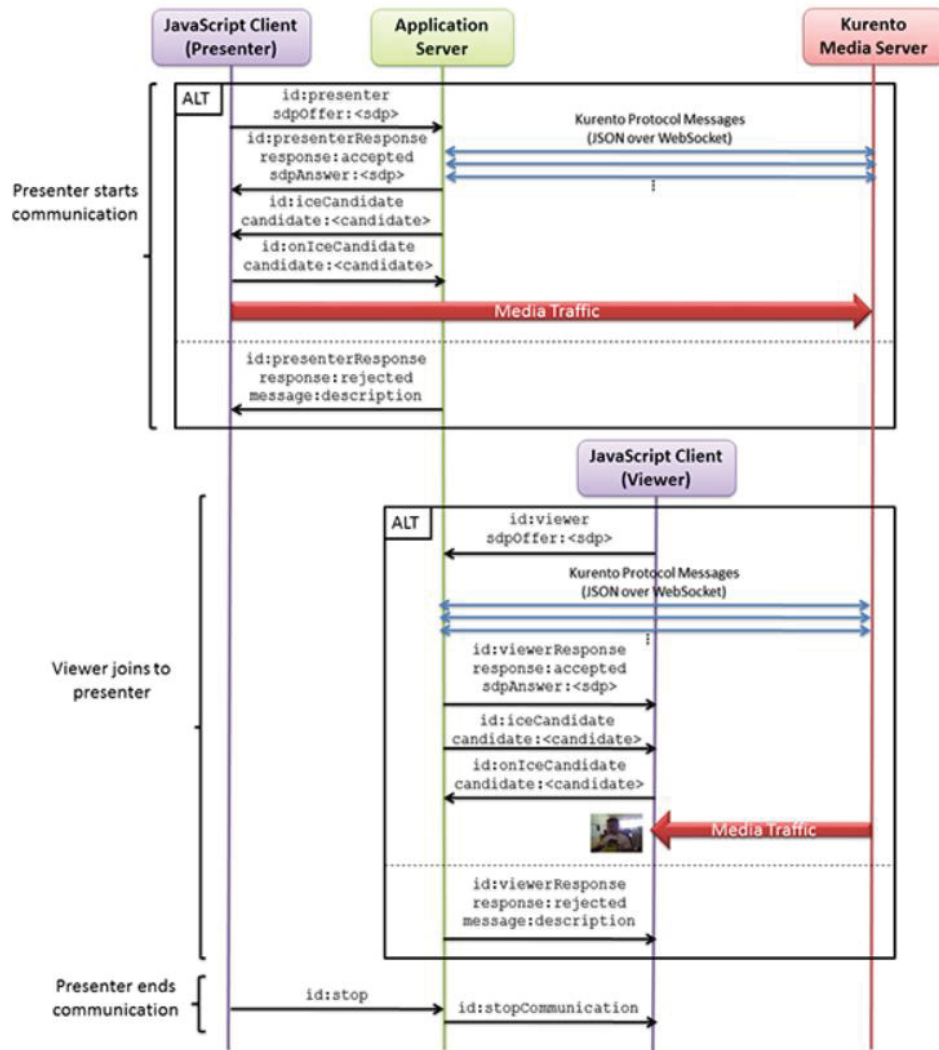 JavaScript Client
(Presenter)
Application
Server
Kurento
Media Server
ALT
id:presenter
sdpOffer:<sdp>
Kurento Protocol Messages
(JSON over WebSocket)
id:presenterResponse
response:accepted
sdpAnswer:<sdp>
Presenter starts
communication
id:iceCandidate
candidate:<candidate>
id:onIceCandidate
candidate:<candidate>
Media Traffic
id:presenterResponse
response:rejected
message:description
JavaScript Client
(Viewer)
ALT
id:viewer
sdpOffer:<sdp>
Kurento Protocol Messages
(JSON over WebSocket)
Viewer joins to
presenter
id:viewerResponse
response:accepted
sdpAnswer:<sdp>
id:iceCandidate
candidate:<candidate>
id:onIceCandidate
candidate:<candidate>
Media Traffic
id:viewerResponse
response:rejected
message:description
Presenter ends
communication
id:stop
id:stopCommunication